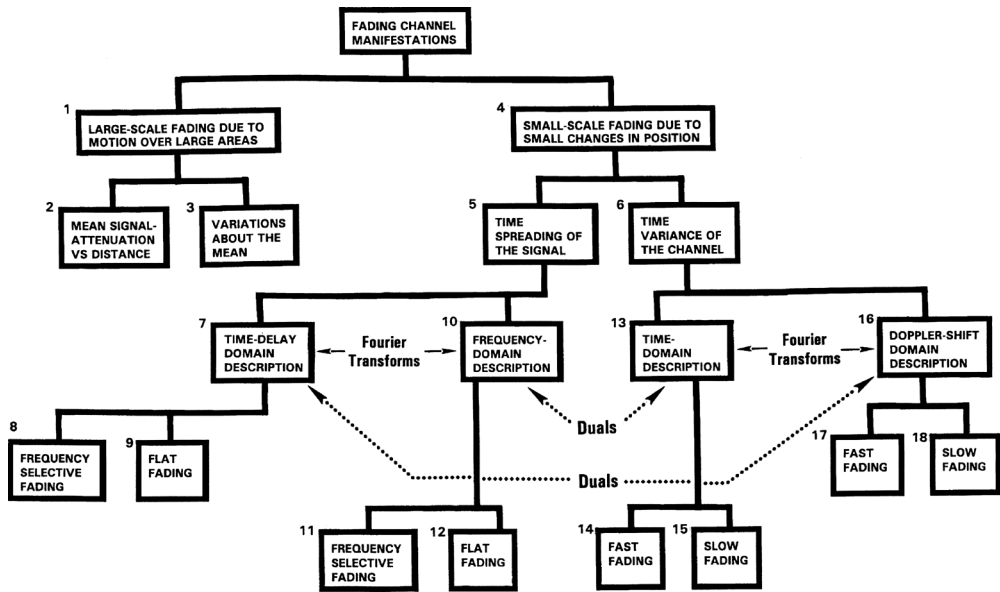 FADING CHANNEL
MANIFESTATIONS
1
LARGE-SCALE FADING DUE TO
MOTION OVER LARGE AREAS
4
SMALL-SCALE FADING DUE TO
SMALL CHANGES IN POSITION
2
MEAN SIGNAL-
ATTENUATION
VS DISTANCE
3
VARIATIONS
ABOUT THE
MEAN
5
TIME
SPREADING OF
THE SIGNAL
6
TIME
VARIANCE OF
THE CHANNEL
7
TIME-DELAY
DOMAIN
DESCRIPTION
Fourier
Transforms
10
FREQUENCY-
DOMAIN
DESCRIPTION
13
TIME-
DOMAIN
DESCRIPTION
Fourier
Transforms
16
DOPPLER-SHIFT
DOMAIN
DESCRIPTION
Duals
Duals
8
FREQUENCY
SELECTIVE
FADING
9
FLAT
FADING
17
FAST
FADING
18
SLOW
FADING
11
FREQUENCY
SELECTIVE
FADING
12
FLAT
FADING
14
FAST
FADING
15
SLOW
FADING